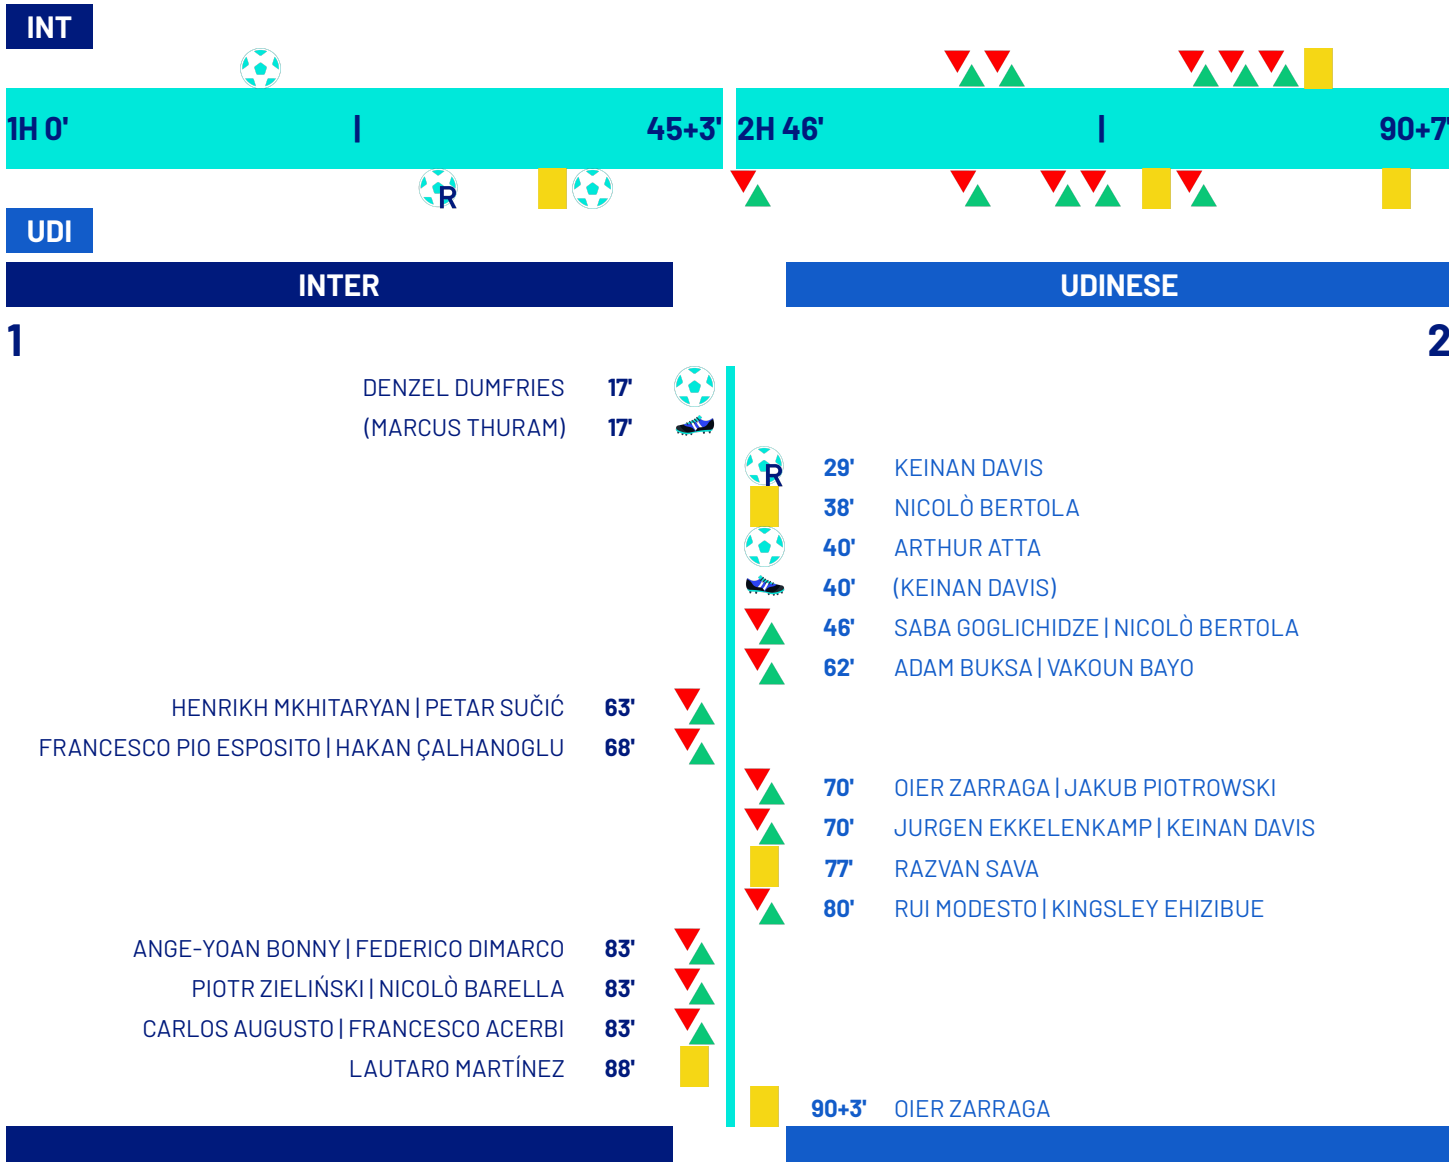 INT
1H 0' | 45+3' 2H 46' | 90+7'
R
UDI
INTER UDINESE
1 2
DENZEL DUMFRIES 17'
(MARCUS THURAM) 17'
R 29' KEINAN DAVIS
38' NICOLÒ BERTOLA
40' ARTHUR ATTA
40' (KEINAN DAVIS)
46' SABA GOGLICHIDZE | NICOLÒ BERTOLA
62' ADAM BUKSA | VAKOUN BAYO
HENRIKH MKHITARYAN | PETAR SUČIĆ 63'
FRANCESCO PIO ESPOSITO | HAKAN ÇALHANOGLU 68'
70' OIER ZARRAGA | JAKUB PIOTROWSKI
70' JURGEN EKKELENKAMP | KEINAN DAVIS
77' RAZVAN SAVA
80' RUI MODESTO | KINGSLEY EHIZIBUE
ANGE-YOAN BONNY | FEDERICO DIMARCO 83'
PIOTR ZIELIŃSKI | NICOLÒ BARELLA 83'
CARLOS AUGUSTO | FRANCESCO ACERBI 83'
LAUTARO MARTÍNEZ 88'
90+3' OIER ZARRAGA